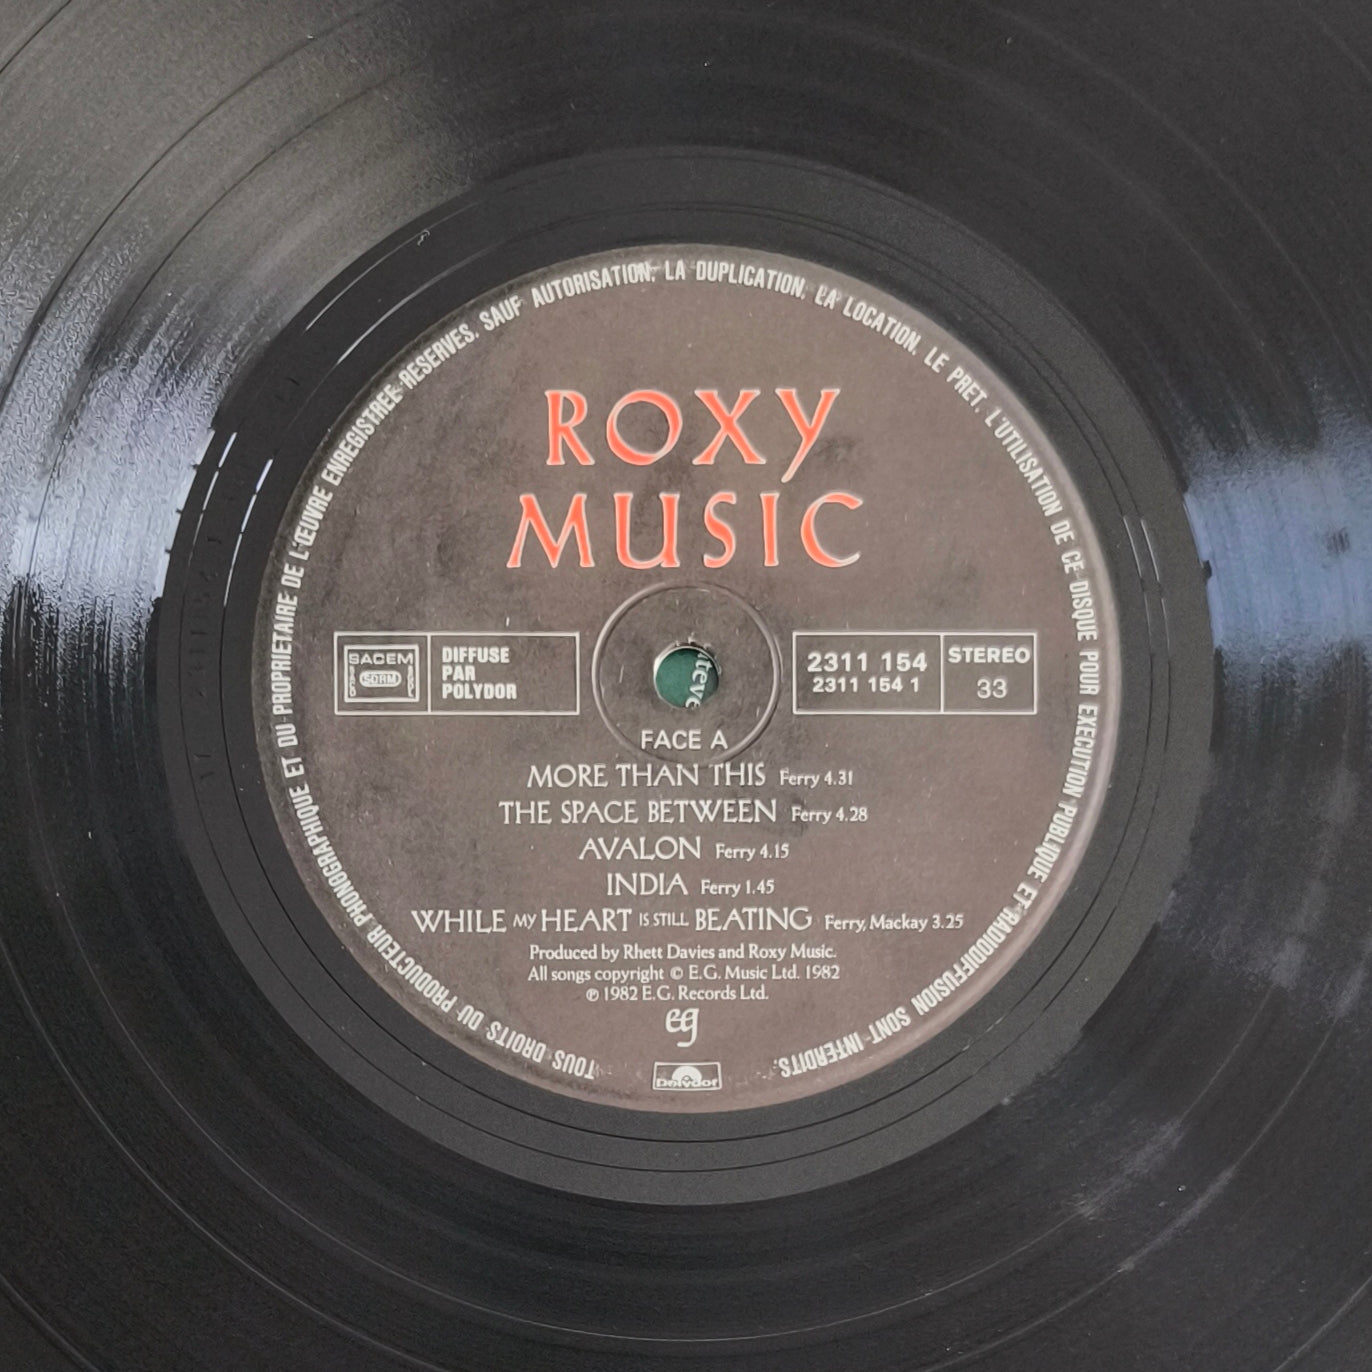 TOUS DROITS DU PRODUCTEUR PHONOGRAPHIQUE ET DU PROPRIETAIRE DE L'ŒUVRE ENREGISTREE RESERVES. SAUF AUTORISATION, LA DUPLICATION, LA LOCATION, LE PRET, L'UTILISATION DE CE DISQUE POUR EXECUTION PUBLIQUE ET RADIODIFFUSION SONT INTERDITS.
ROXY
MUSIC
SACEM
SDRM
SACD
DIFFUSE
PAR
POLYDOR
2311 154
2311 154 1
STEREO
33
teve
FACE A
MORE THAN THIS Ferry 4.31
THE SPACE BETWEEN Ferry 4.28
AVALON Ferry 4.15
INDIA Ferry 1.45
WHILE MY HEART IS STILL BEATING Ferry, Mackay 3.25
Produced by Rhett Davies and Roxy Music.
All songs copyright © E.G. Music Ltd. 1982
℗ 1982 E.G. Records Ltd.
eg
Polydor